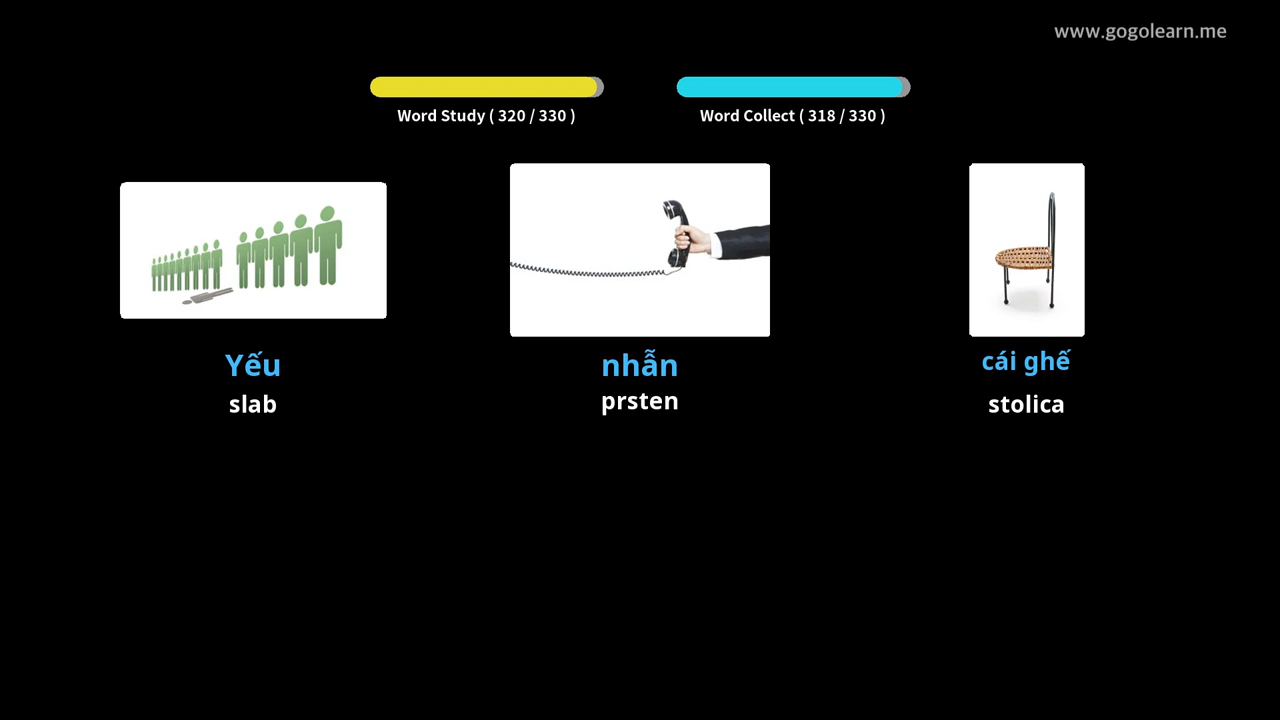 www.gogolearn.me
Word Study ( 320 / 330 )
Word Collect ( 318 / 330 )
Yếu
nhẫn
cái ghế
slab
prsten
stolica